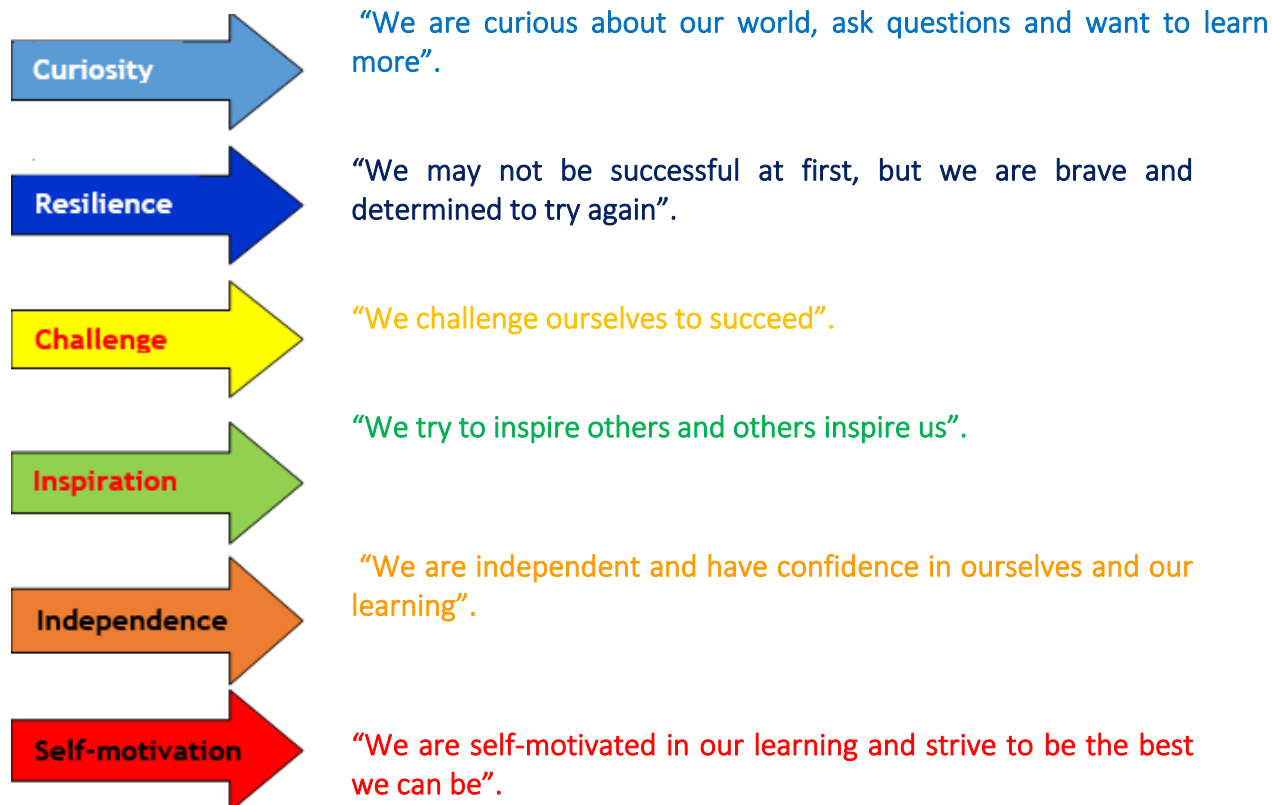 Curiosity
“We are curious about our world, ask questions and want to learn
more”.
Resilience
“We may not be successful at first, but we are brave and
determined to try again”.
Challenge
“We challenge ourselves to succeed”.
Inspiration
“We try to inspire others and others inspire us”.
Independence
“We are independent and have confidence in ourselves and our
learning”.
Self-motivation
“We are self-motivated in our learning and strive to be the best
we can be”.